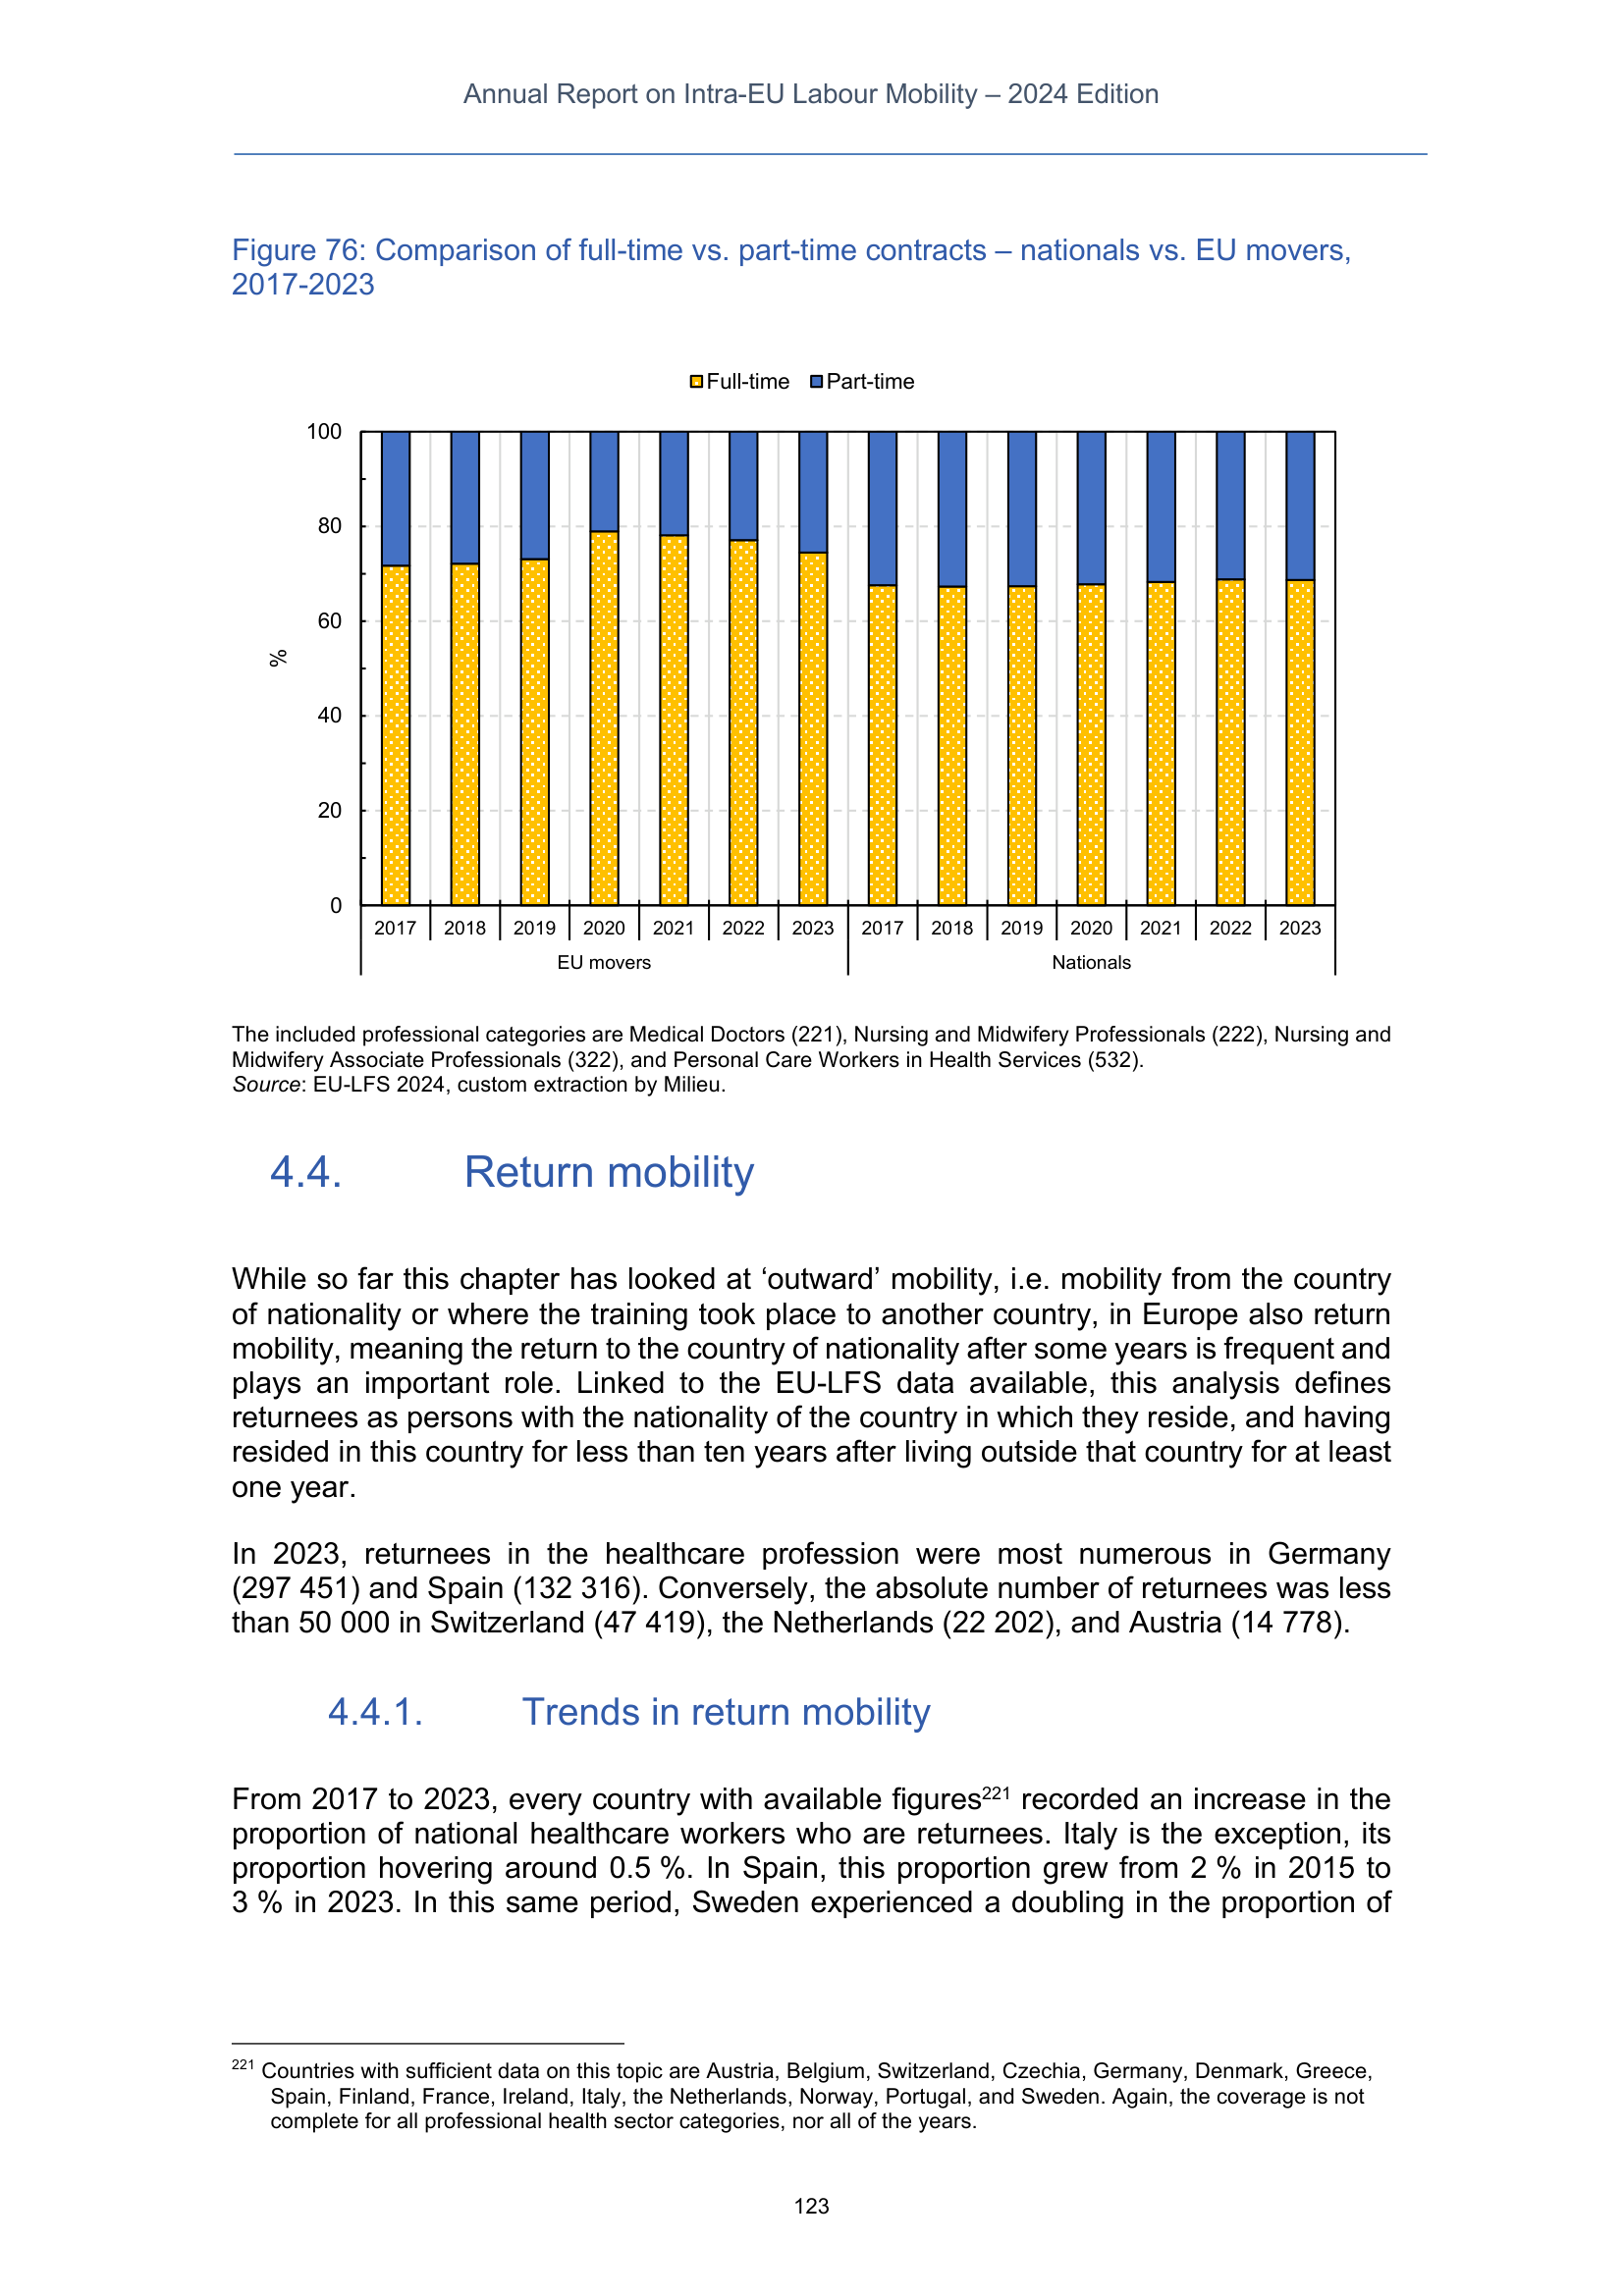 Annual Report on Intra-EU Labour Mobility – 2024 Edition
Figure 76: Comparison of full-time vs. part-time contracts – nationals vs. EU movers,
2017-2023
Full-time Part-time
100
80
60
40
20
0
%
2017 2018 2019 2020 2021 2022 2023 2017 2018 2019 2020 2021 2022 2023
EU movers Nationals
The included professional categories are Medical Doctors (221), Nursing and Midwifery Professionals (222), Nursing and
Midwifery Associate Professionals (322), and Personal Care Workers in Health Services (532).
Source: EU-LFS 2024, custom extraction by Milieu.
4.4. Return mobility
While so far this chapter has looked at ‘outward’ mobility, i.e. mobility from the country
of nationality or where the training took place to another country, in Europe also return
mobility, meaning the return to the country of nationality after some years is frequent and
plays an important role. Linked to the EU-LFS data available, this analysis defines
returnees as persons with the nationality of the country in which they reside, and having
resided in this country for less than ten years after living outside that country for at least
one year.
In 2023, returnees in the healthcare profession were most numerous in Germany
(297 451) and Spain (132 316). Conversely, the absolute number of returnees was less
than 50 000 in Switzerland (47 419), the Netherlands (22 202), and Austria (14 778).
4.4.1. Trends in return mobility
From 2017 to 2023, every country with available figures221 recorded an increase in the
proportion of national healthcare workers who are returnees. Italy is the exception, its
proportion hovering around 0.5 %. In Spain, this proportion grew from 2 % in 2015 to
3 % in 2023. In this same period, Sweden experienced a doubling in the proportion of
221 Countries with sufficient data on this topic are Austria, Belgium, Switzerland, Czechia, Germany, Denmark, Greece,
Spain, Finland, France, Ireland, Italy, the Netherlands, Norway, Portugal, and Sweden. Again, the coverage is not
complete for all professional health sector categories, nor all of the years.
123